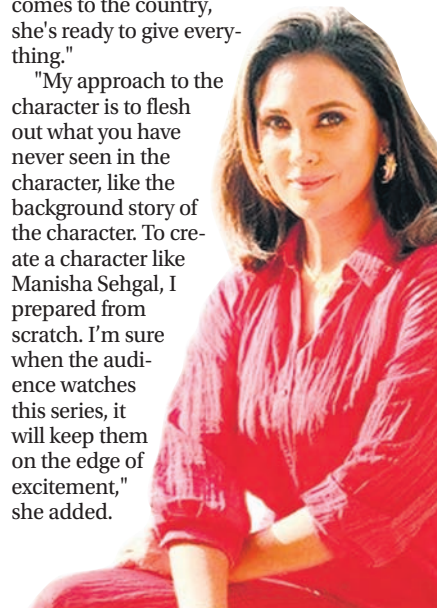 comes to the country,
she's ready to give every-
thing."
"My approach to the
character is to flesh
out what you have
never seen in the
character, like the
background story of
the character. To cre-
ate a character like
Manisha Sehgal, I
prepared from
scratch. I’m sure
when the audi-
ence watches
this series, it
will keep them
on the edge of
excitement,"
she added.